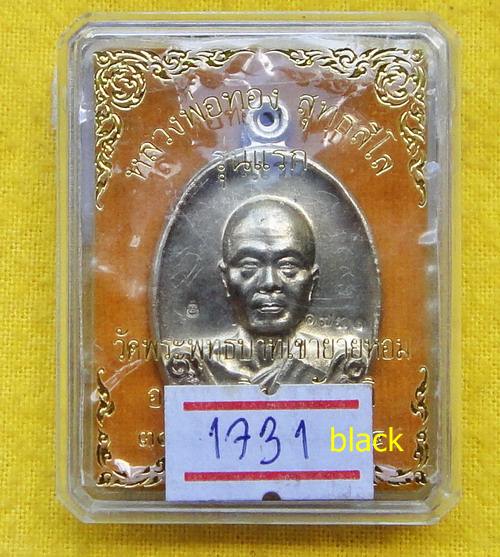 หลวงพ่อทอง สุทธสีโล
รุ่นแรก
๑๗๓๑
วัดพระพุทธบาทเขายายหอม
1731 black